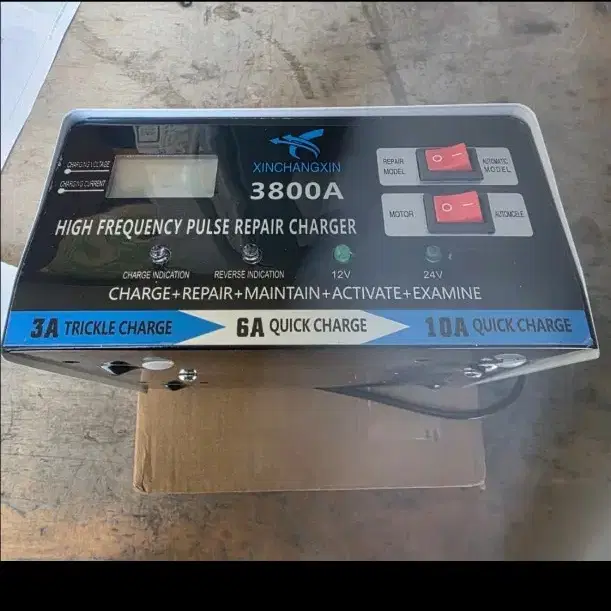 XINCHANGXIN
3800A
CHARGING VOLTAGE
CHARGING CURRENT
REPAIR
MODEL
AUTOMATIC
MODEL
MOTOR
AUTOMOBELE
HIGH FREQUENCY PULSE REPAIR CHARGER
CHARGE INDICATION
REVERSE INDICATION
12V
24V
CHARGE+REPAIR+MAINTAIN+ACTIVATE+EXAMINE
3A TRICKLE CHARGE
6A QUICK CHARGE
10A QUICK CHARGE